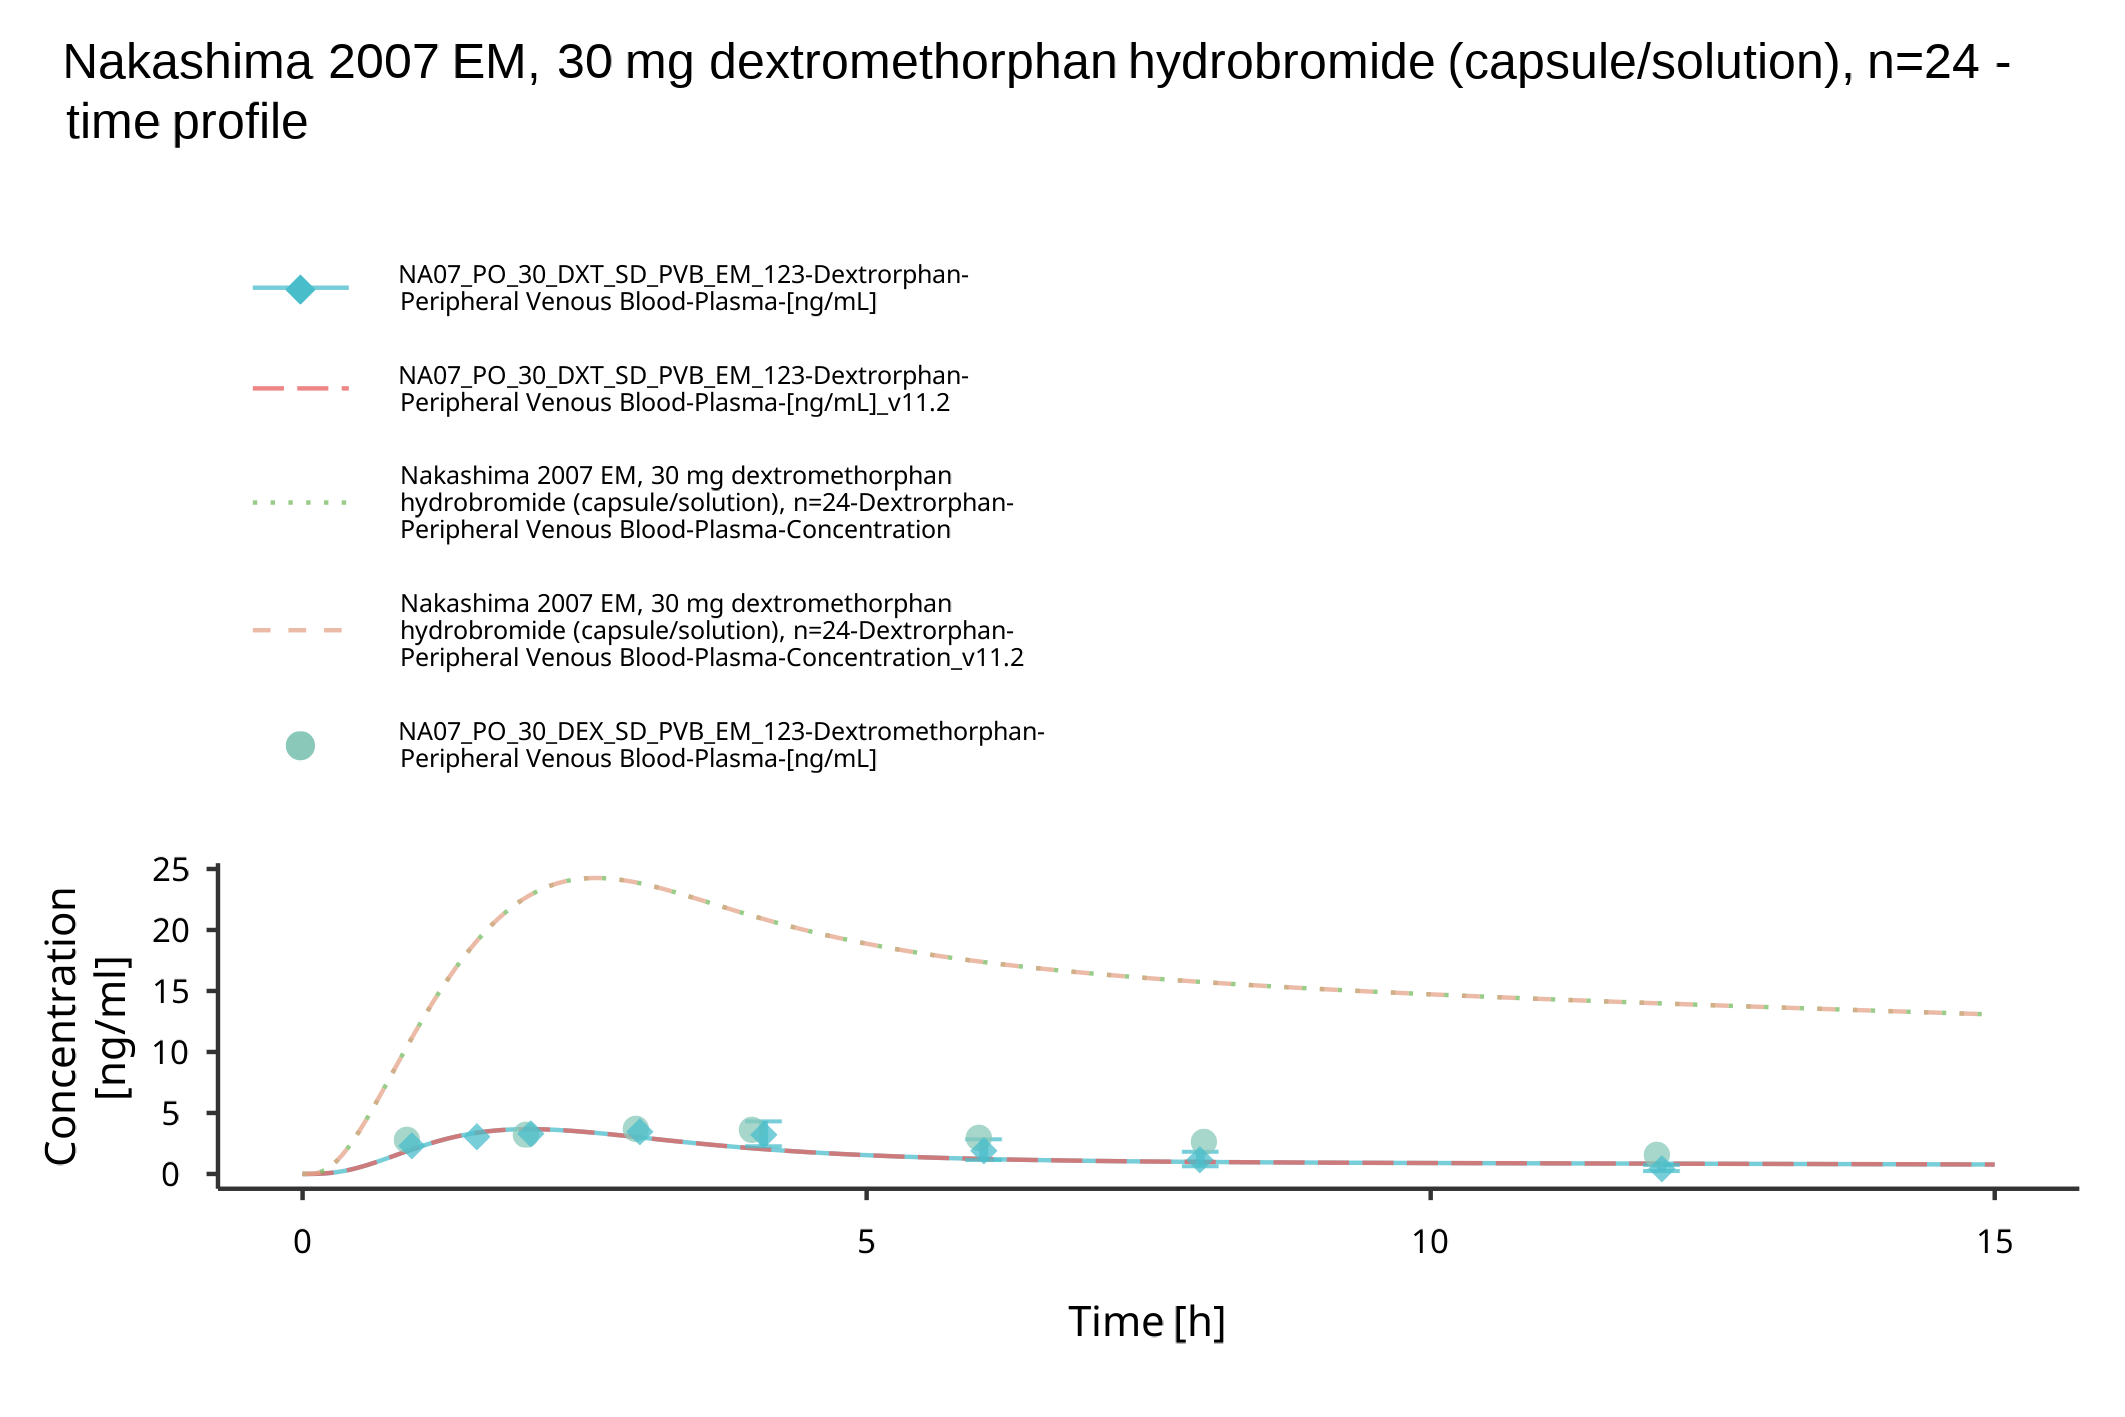 Nakashima 2007 EM, 30 mg dextromethorphan hydrobromide (capsule/solution), n=24 -
time profile
NA07_PO_30_DXT_SD_PVB_EM_123-Dextrorphan-
Peripheral Venous Blood-Plasma-[ng/mL]
NA07_PO_30_DXT_SD_PVB_EM_123-Dextrorphan-
Peripheral Venous Blood-Plasma-[ng/mL]_v11.2
Nakashima 2007 EM, 30 mg dextromethorphan
hydrobromide (capsule/solution), n=24-Dextrorphan-
Peripheral Venous Blood-Plasma-Concentration
Nakashima 2007 EM, 30 mg dextromethorphan
hydrobromide (capsule/solution), n=24-Dextrorphan-
Peripheral Venous Blood-Plasma-Concentration_v11.2
NA07_PO_30_DEX_SD_PVB_EM_123-Dextromethorphan-
Peripheral Venous Blood-Plasma-[ng/mL]
Concentration
[ng/ml]
25
20
15
10
5
0
0 5 10 15
Time [h]